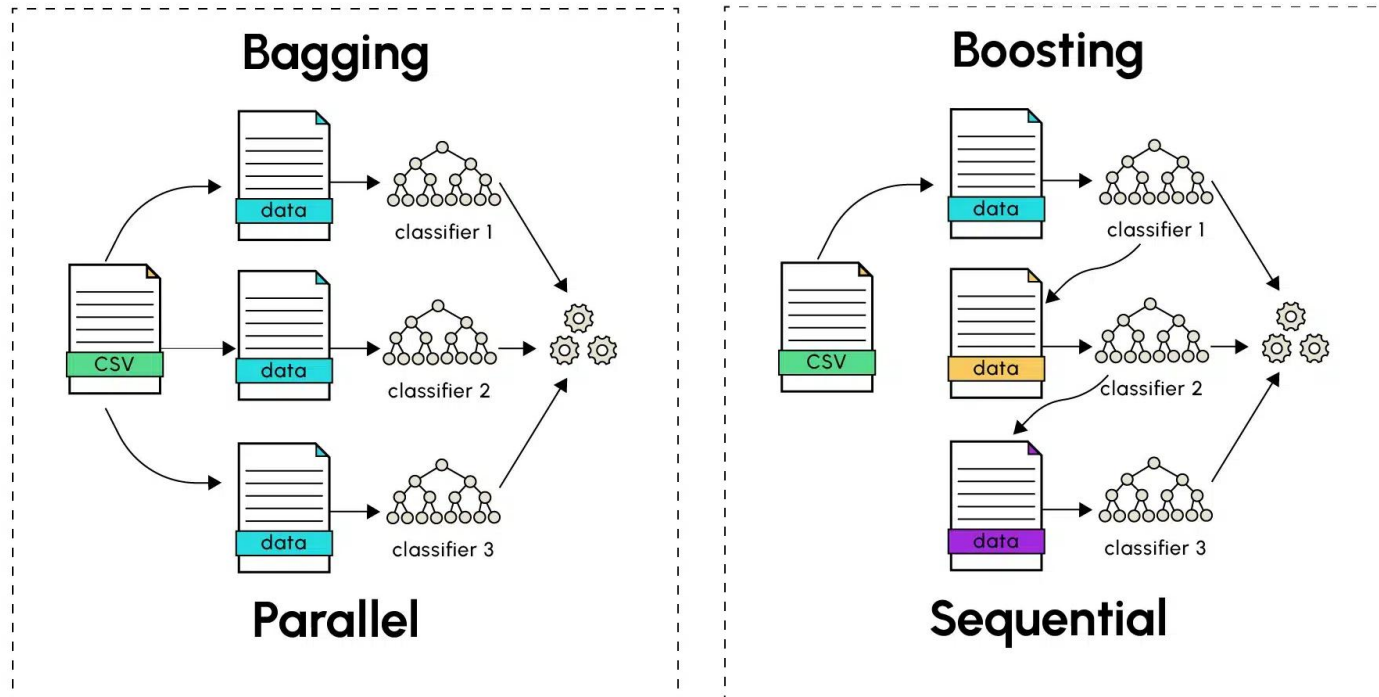 Bagging
data
classifier 1
CSV
data
classifier 2
data
classifier 3
Parallel
Boosting
data
classifier 1
CSV
data
classifier 2
data
classifier 3
Sequential